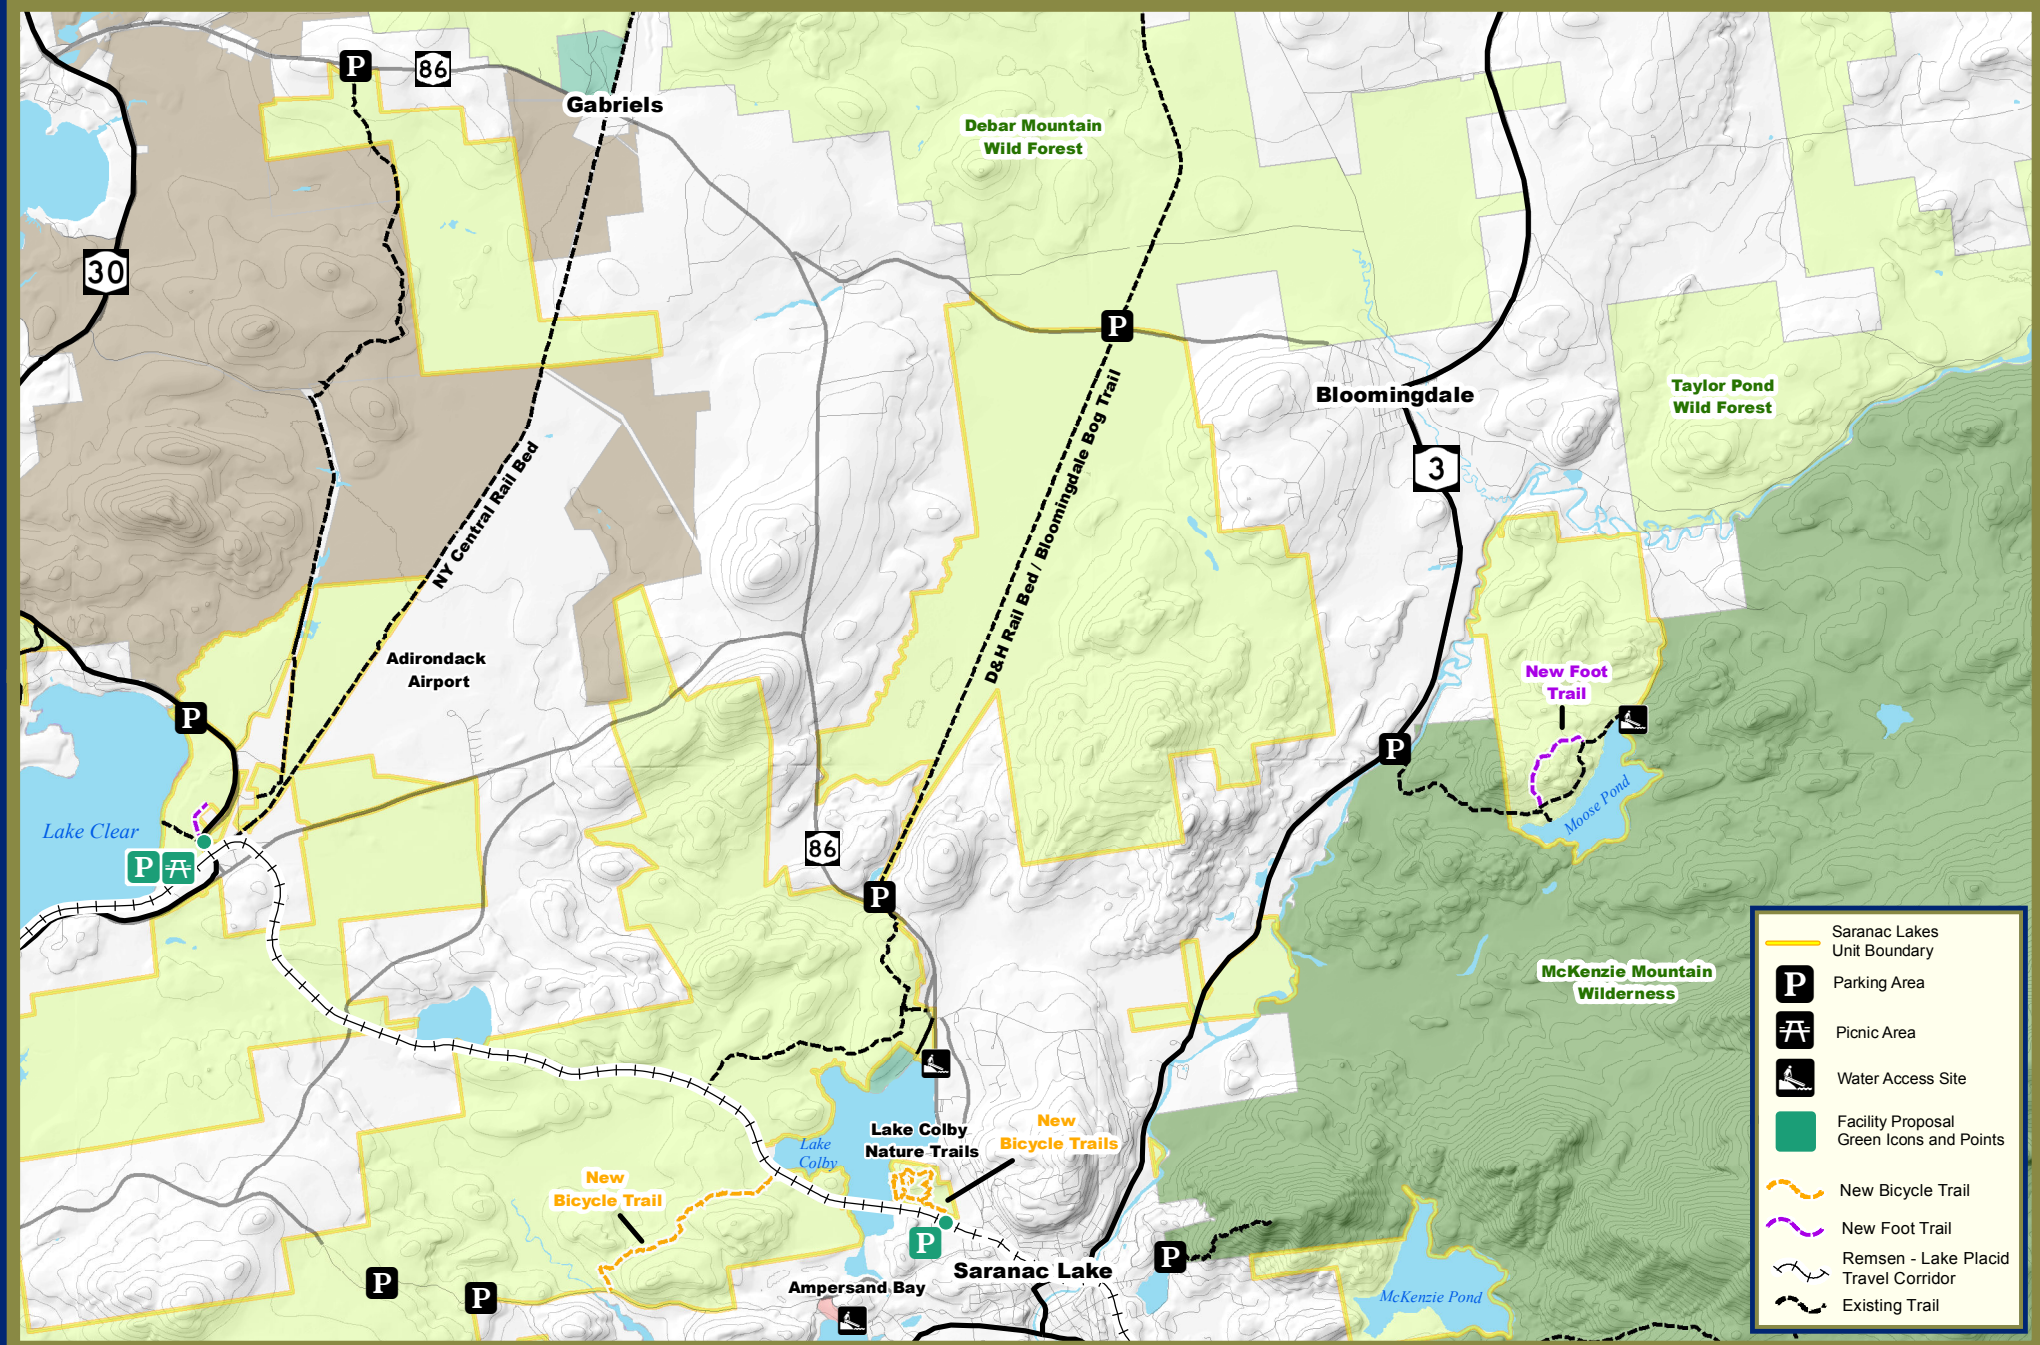 P
86
Gabriels
Debar Mountain
Wild Forest
30
P
Bloomingdale
Taylor Pond
Wild Forest
3
NY Central Rail Bed
D&H Rail Bed / Bloomingdale Bog Trail
Adirondack
Airport
New Foot
Trail
P
P
Moose Pond
Lake Clear
P
86
P
McKenzie Mountain
Wilderness
Lake Colby
Nature Trails
New
Bicycle Trails
Lake
Colby
New
Bicycle Trail
P
P
Saranac Lake
P
P
Ampersand Bay
McKenzie Pond
Saranac Lakes
Unit Boundary
P
Parking Area
Picnic Area
Water Access Site
Facility Proposal
Green Icons and Points
New Bicycle Trail
New Foot Trail
Remsen - Lake Placid
Travel Corridor
Existing Trail